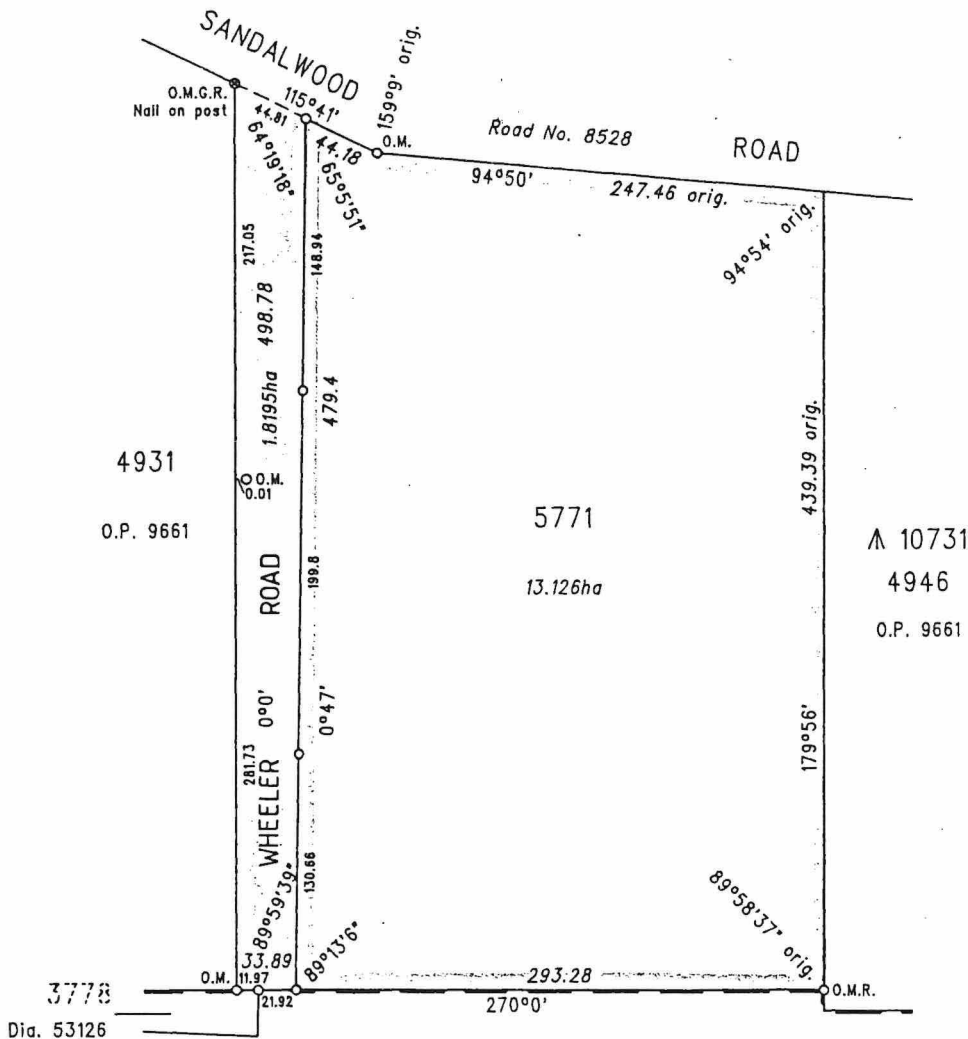 SANDALWOOD
159°9' orig.
O.M.G.R.
Nail on post
115°41'
44.81
44.18
O.M.
Road No. 8528
ROAD
64°19'18"
65°5'51"
94°50'
247.46 orig.
94°54' orig.
217.05
148.94
498.78
1.8195ha
479.4
439.39 orig.
4931
O.M.
0.01
O.P. 9661
5771
13.126ha
⩚ 10731
4946
O.P. 9661
WHEELER ROAD
0°0'
199.8
0°47'
281.73
179°56'
130.66
89°59'39"
89°13'6"
89°58'37" orig.
33.89
293.28
O.M.
11.97
3778
21.92
270°0'
O.M.R.
Dia. 53126